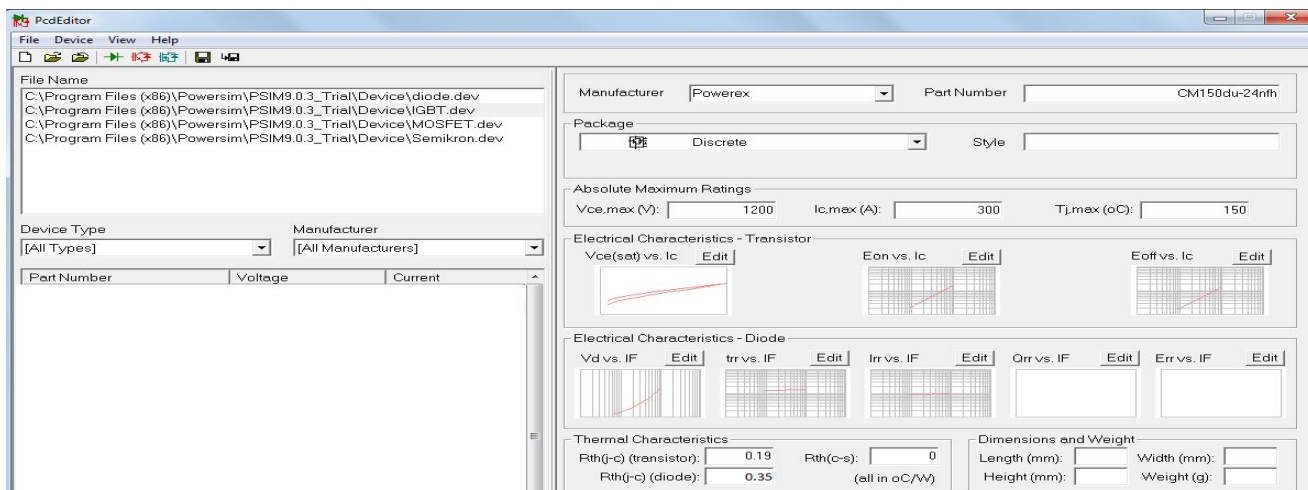 PcdEditor
File Device View Help
File Name
C:\Program Files (x86)\Powersim\PSIM9.0.3_Trial\Device\diode.dev
C:\Program Files (x86)\Powersim\PSIM9.0.3_Trial\Device\IGBT.dev
C:\Program Files (x86)\Powersim\PSIM9.0.3_Trial\Device\MOSFET.dev
C:\Program Files (x86)\Powersim\PSIM9.0.3_Trial\Device\Semikron.dev
Device Type Manufacturer
[All Types] [All Manufacturers]
Part Number Voltage Current
Manufacturer Powerex Part Number CM150du-24nfh
Package
Discrete Style
Absolute Maximum Ratings
Vce,max (V): 1200 Ic,max (A): 300 Tj,max (oC): 150
Electrical Characteristics - Transistor
Vce(sat) vs. Ic Edit Eon vs. Ic Edit Eoff vs. Ic Edit
Electrical Characteristics - Diode
Vd vs. IF Edit trr vs. IF Edit Irr vs. IF Edit Qrr vs. IF Edit Err vs. IF Edit
Thermal Characteristics
Rth(j-c) (transistor): 0.19 Rth(c-s): 0
Rth(j-c) (diode): 0.35 (all in oC/W)
Dimensions and Weight
Length (mm): Width (mm):
Height (mm): Weight (g):